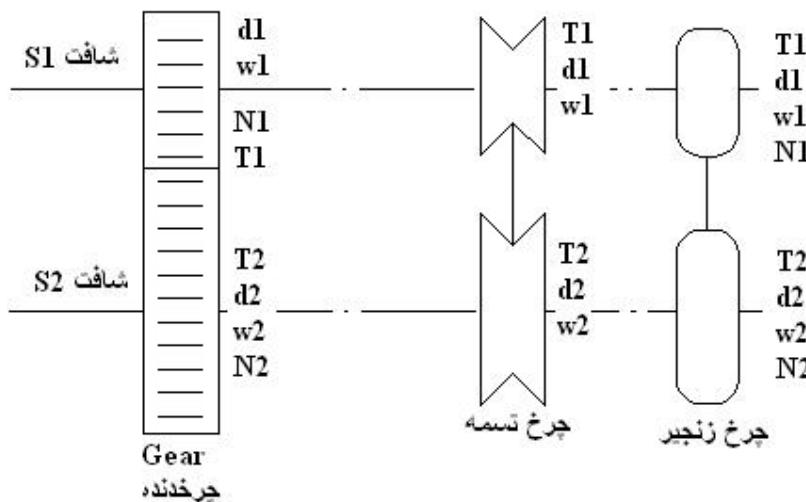 شافت S1
d1
w1
N1
T1
T1
d1
w1
T1
d1
w1
N1
شافت S2
T2
d2
w2
N2
T2
d2
w2
T2
d2
w2
N2
Gear
چرخدنده
چرخ تسمه
چرخ زنجیر